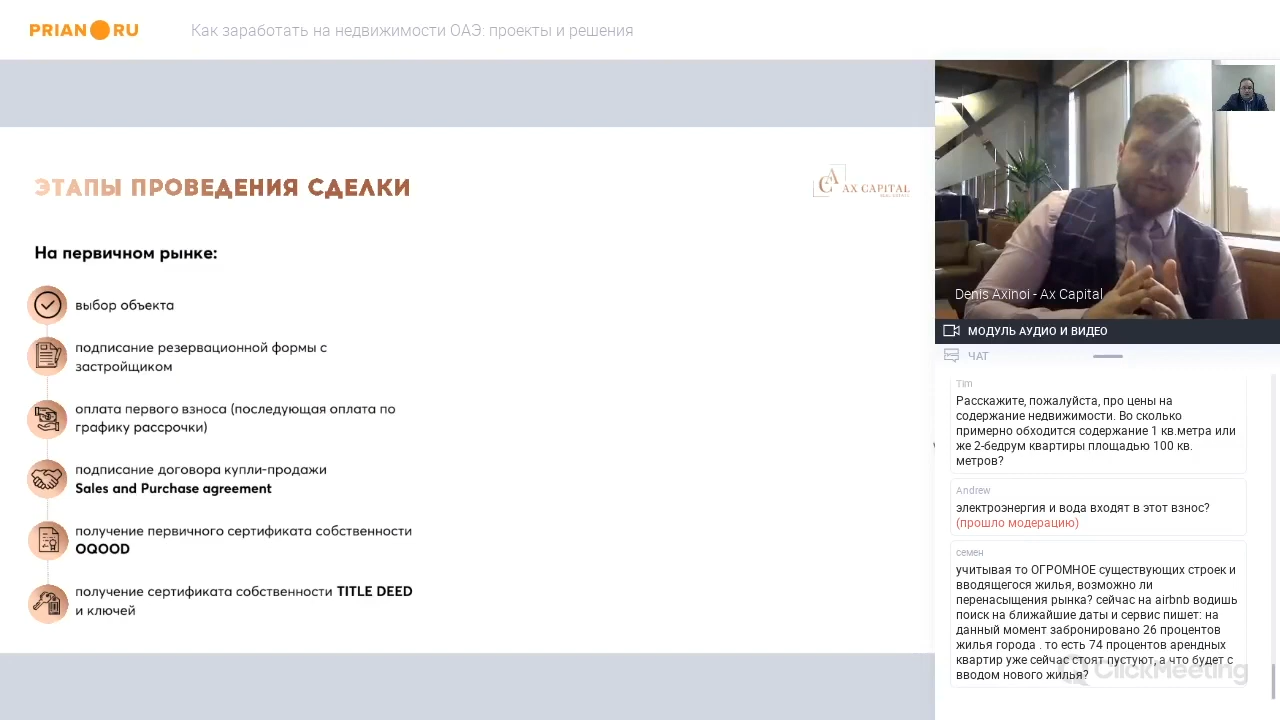 PRIAN RU
Как заработать на недвижимости ОАЭ: проекты и решения
ЭТАПЫ ПРОВЕДЕНИЯ СДЕЛКИ
CA AX CAPITAL
На первичном рынке:
выбор объекта
подписание резервационной формы с
застройщиком
оплата первого взноса (последующая оплата по
графику рассрочки)
подписание договора купли-продажи
Sales and Purchase agreement
получение первичного сертификата собственности
OQOOD
получение сертификата собственности TITLE DEED
и ключей
Denis Axinoi - Ax Capital
МОДУЛЬ АУДИО И ВИДЕО
ЧАТ
Tim
Расскажите, пожалуйста, про цены на
содержание недвижимости. Во сколько
примерно обходится содержание 1 кв.метра или
же 2-бедрум квартиры площадью 100 кв.
метров?
Andrew
электроэнергия и вода входят в этот взнос?
(прошло модерацию)
семен
учитывая то ОГРОМНОЕ существующих строек и
вводящегося жилья, возможно ли
перенасыщения рынка? сейчас на airbnb водишь
поиск на ближайшие даты и сервис пишет: на
данный момент забронировано 26 процентов
жилья города . то есть 74 процентов арендных
квартир уже сейчас стоят пустуют, а что будет с
вводом нового жилья?
ClickMeeting